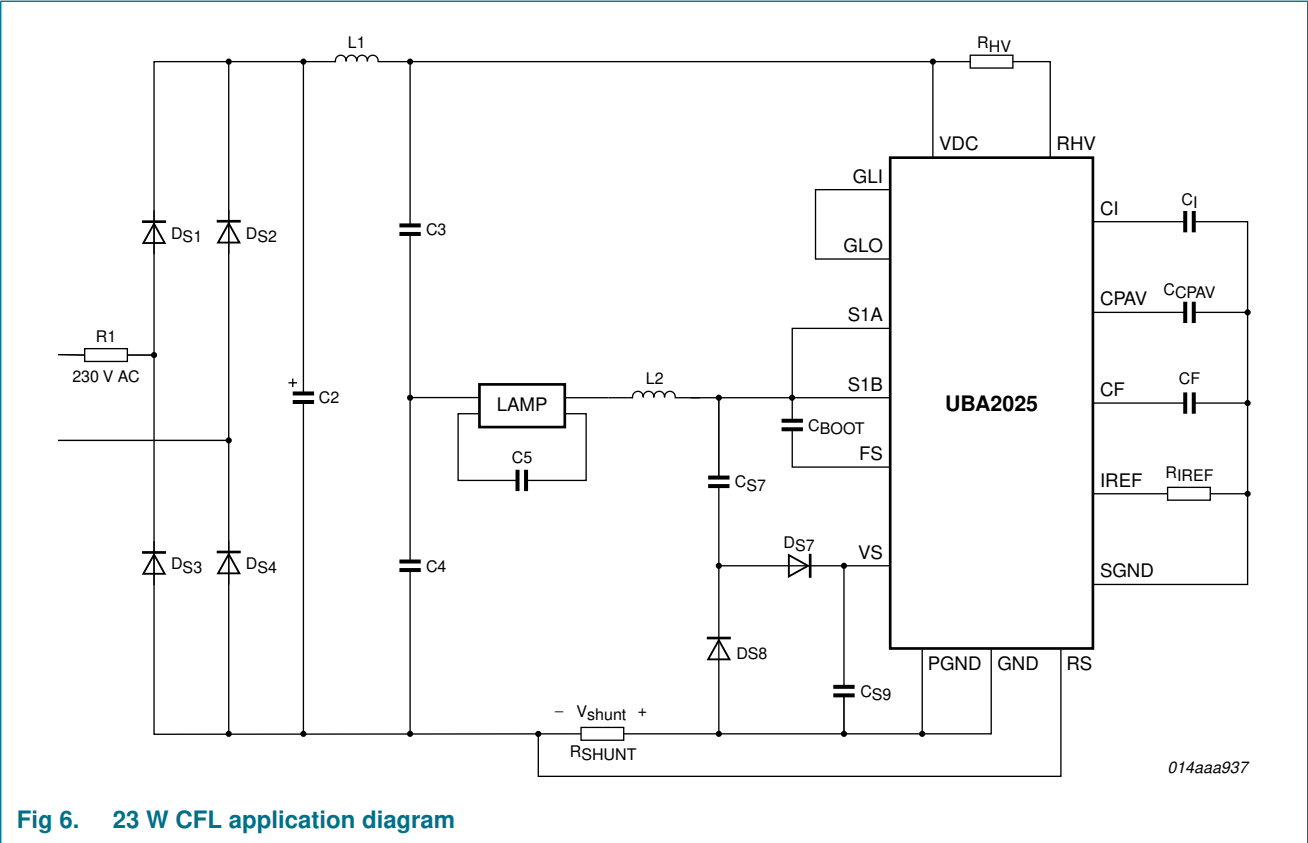 L1
RHV
VDC
RHV
GLI
CI
CI
DS1
DS2
C3
GLO
CPAV
CCPAV
S1A
R1
230 V AC
L2
S1B
CF
CF
+
C2
LAMP
UBA2025
CBOOT
C5
FS
CS7
IREF
RIREF
DS7
VS
DS3
DS4
C4
SGND
DS8
PGND
GND
RS
CS9
− Vshunt +
RSHUNT
014aaa937
Fig 6. 23 W CFL application diagram